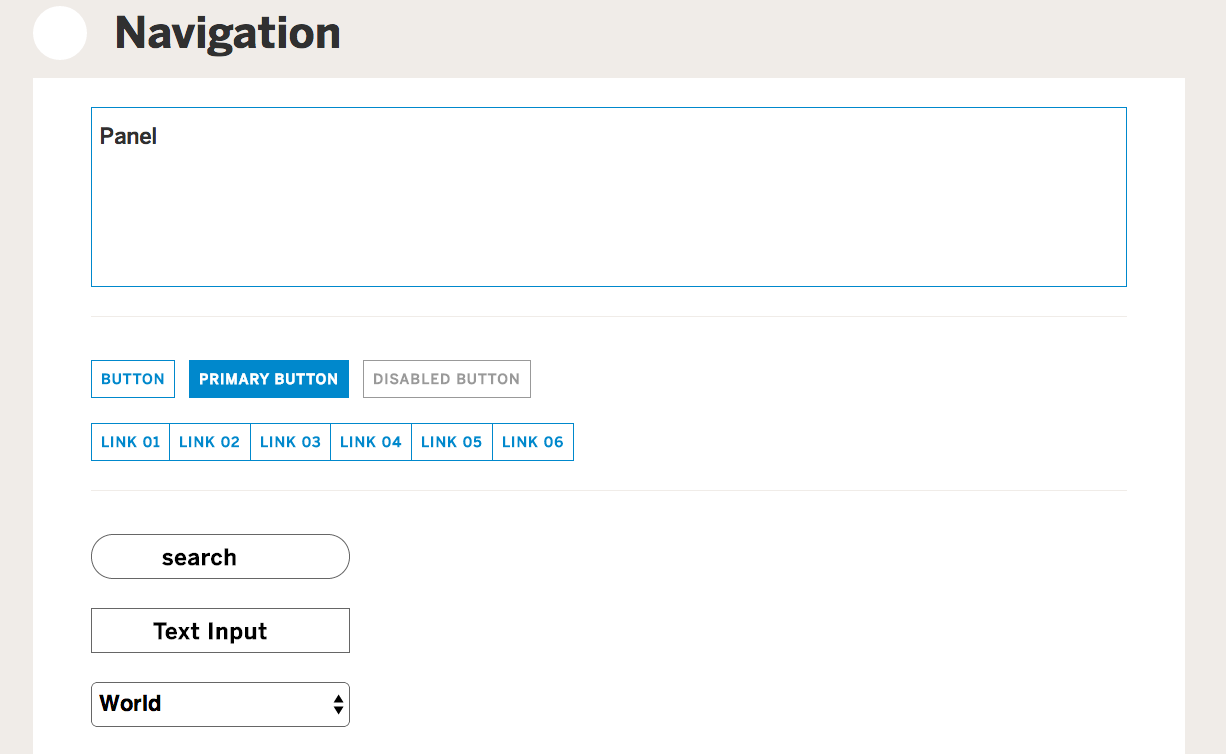 Navigation
Panel
BUTTON PRIMARY BUTTON DISABLED BUTTON
LINK 01 LINK 02 LINK 03 LINK 04 LINK 05 LINK 06
search
Text Input
World